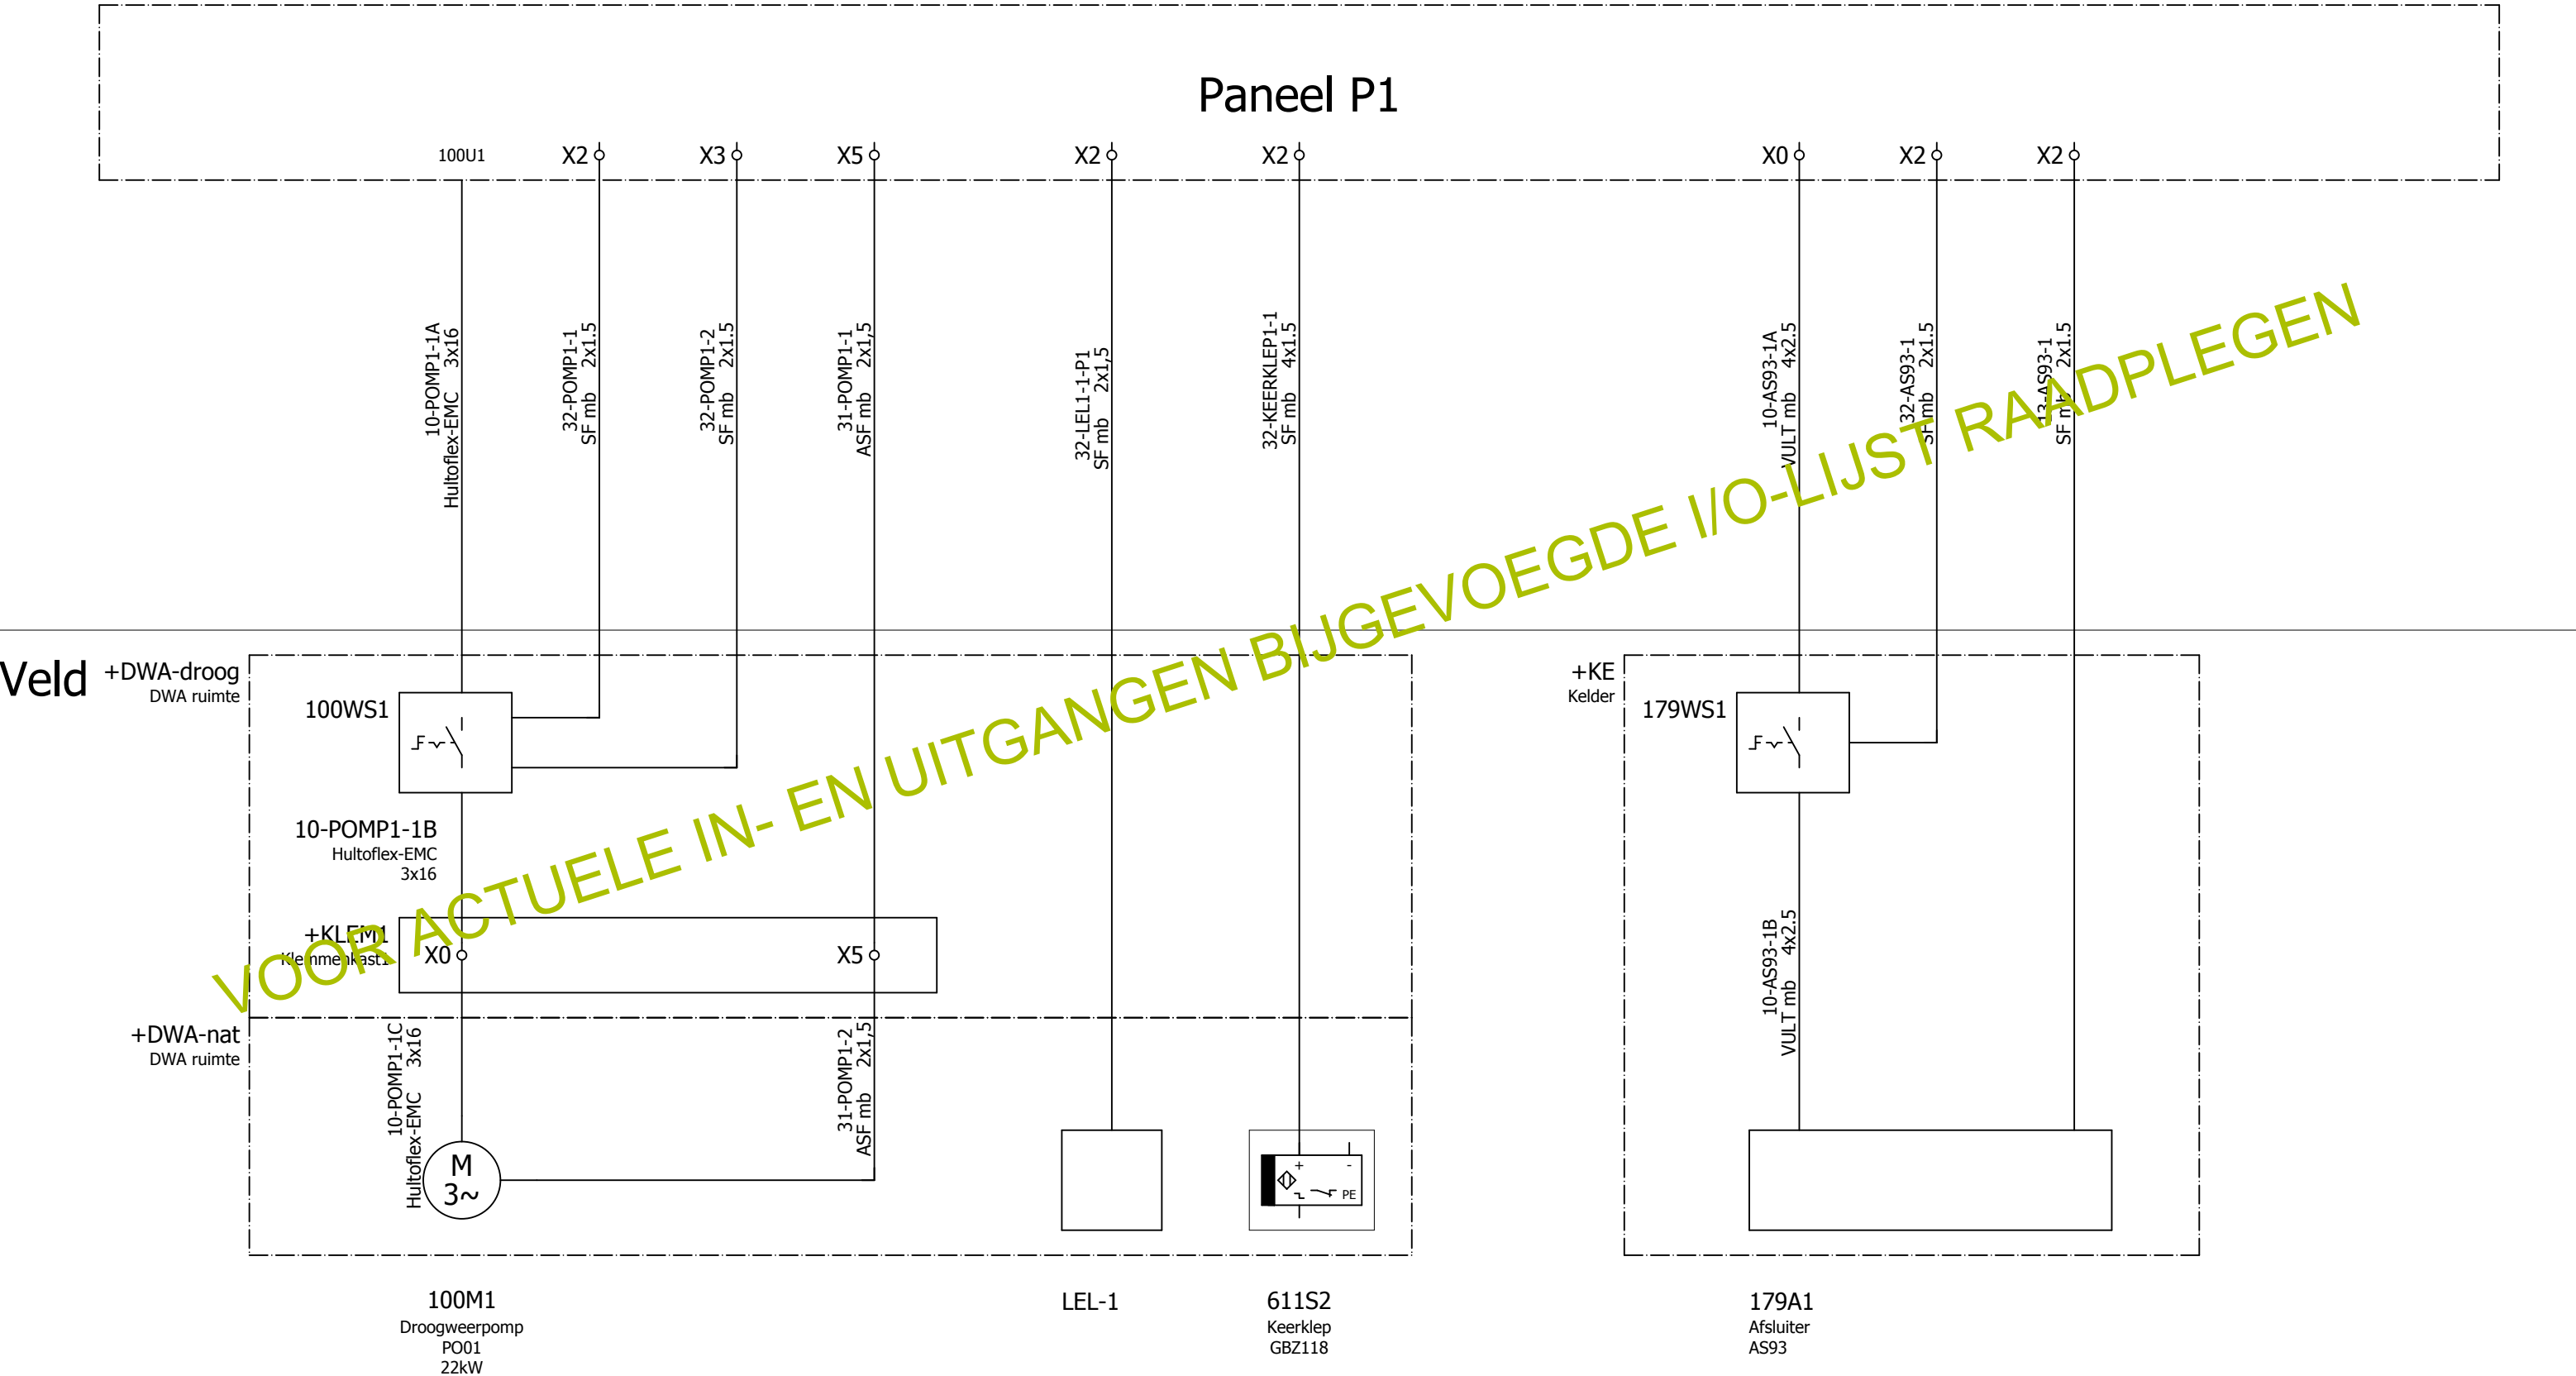 Paneel P1
100U1
X2
X3
X5
X2
X2
X0
X2
X2
10-POMP1-1A
Hultoflex-EMC 3x16
32-POMP1-1
SF mb 2x1.5
32-POMP1-2
SF mb 2x1.5
31-POMP1-1
ASF mb 2x1,5
32-LEL1-1-P1
SF mb 2x1,5
32-KEERKLEP1-1
SF mb 4x1.5
10-AS93-1A
VULT mb 4x2.5
32-AS93-1
SF mb 2x1.5
13-AS93-1
SF mb 2x1.5
VOOR ACTUELE IN- EN UITGANGEN BIJGEVOEGDE I/O-LIJST RAADPLEGEN
Veld
+DWA-droog
DWA ruimte
100WS1
+KE
Kelder
179WS1
10-POMP1-1B
Hultoflex-EMC
3x16
+KLEM1
Klemmenkast1
X0
X5
10-AS93-1B
VULT mb 4x2.5
+DWA-nat
DWA ruimte
10-POMP1-1C
Hultoflex-EMC 3x16
31-POMP1-2
ASF mb 2x1,5
M
3~
+ -
PE
100M1
Droogweerpomp
PO01
22kW
LEL-1
611S2
Keerklep
GBZ118
179A1
Afsluiter
AS93